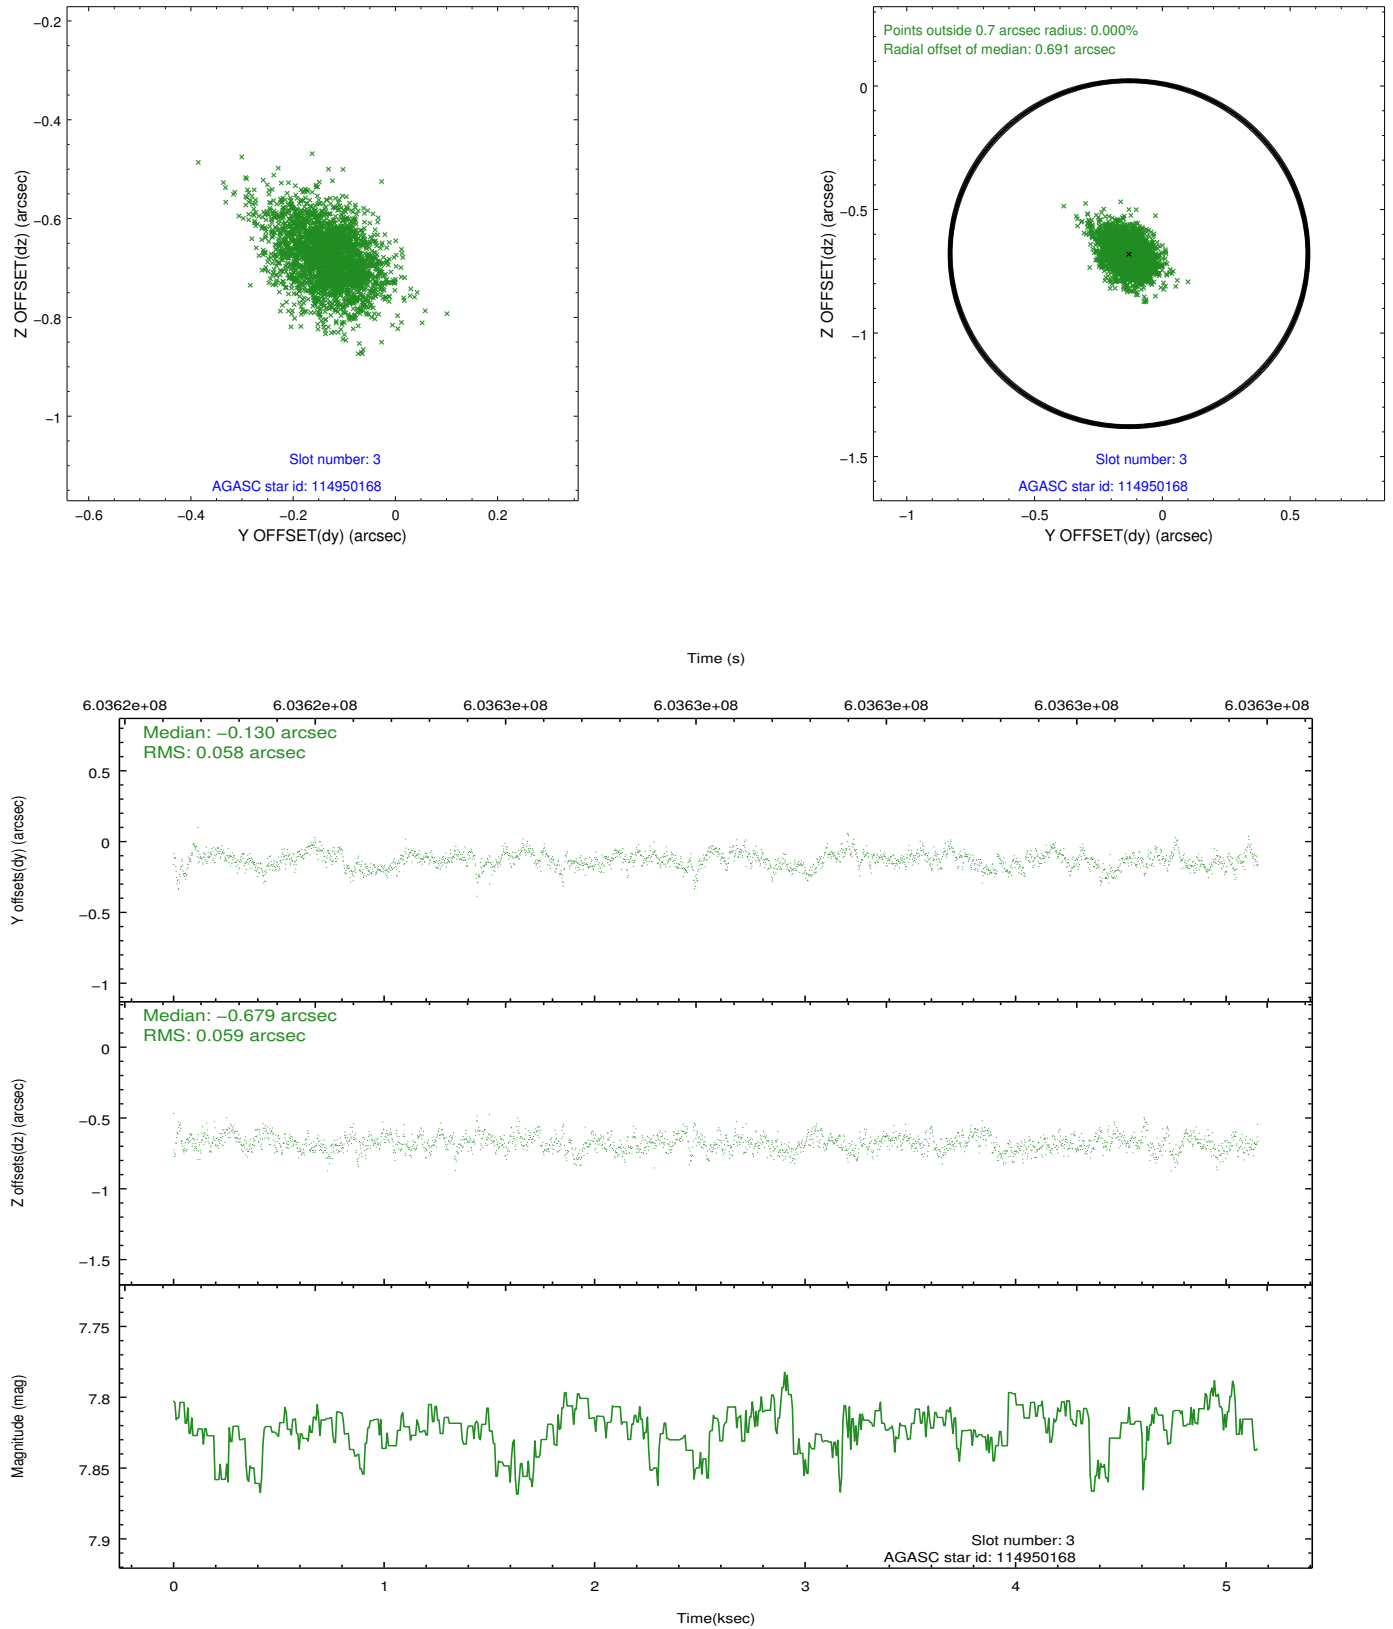 −0.2
−0.4
−0.6
−0.8
−1
Z OFFSET(dz) (arcsec)
Slot number: 3
AGASC star id: 114950168
−0.6 −0.4 −0.2 0 0.2
Y OFFSET(dy) (arcsec)
Points outside 0.7 arcsec radius: 0.000%
Radial offset of median: 0.691 arcsec
0
−0.5
−1
−1.5
Z OFFSET(dz) (arcsec)
Slot number: 3
AGASC star id: 114950168
−1 −0.5 0 0.5
Y OFFSET(dy) (arcsec)
Time (s)
6.0362e+08 6.0362e+08 6.0363e+08 6.0363e+08 6.0363e+08 6.0363e+08 6.0363e+08
Median: −0.130 arcsec
RMS: 0.058 arcsec
0.5
0
−0.5
−1
Y offsets(dy) (arcsec)
Median: −0.679 arcsec
RMS: 0.059 arcsec
0
−0.5
−1
−1.5
Z offsets(dz) (arcsec)
7.75
7.8
7.85
7.9
Magnitude (mag)
Slot number: 3
AGASC star id: 114950168
0 1 2 3 4 5
Time(ksec)